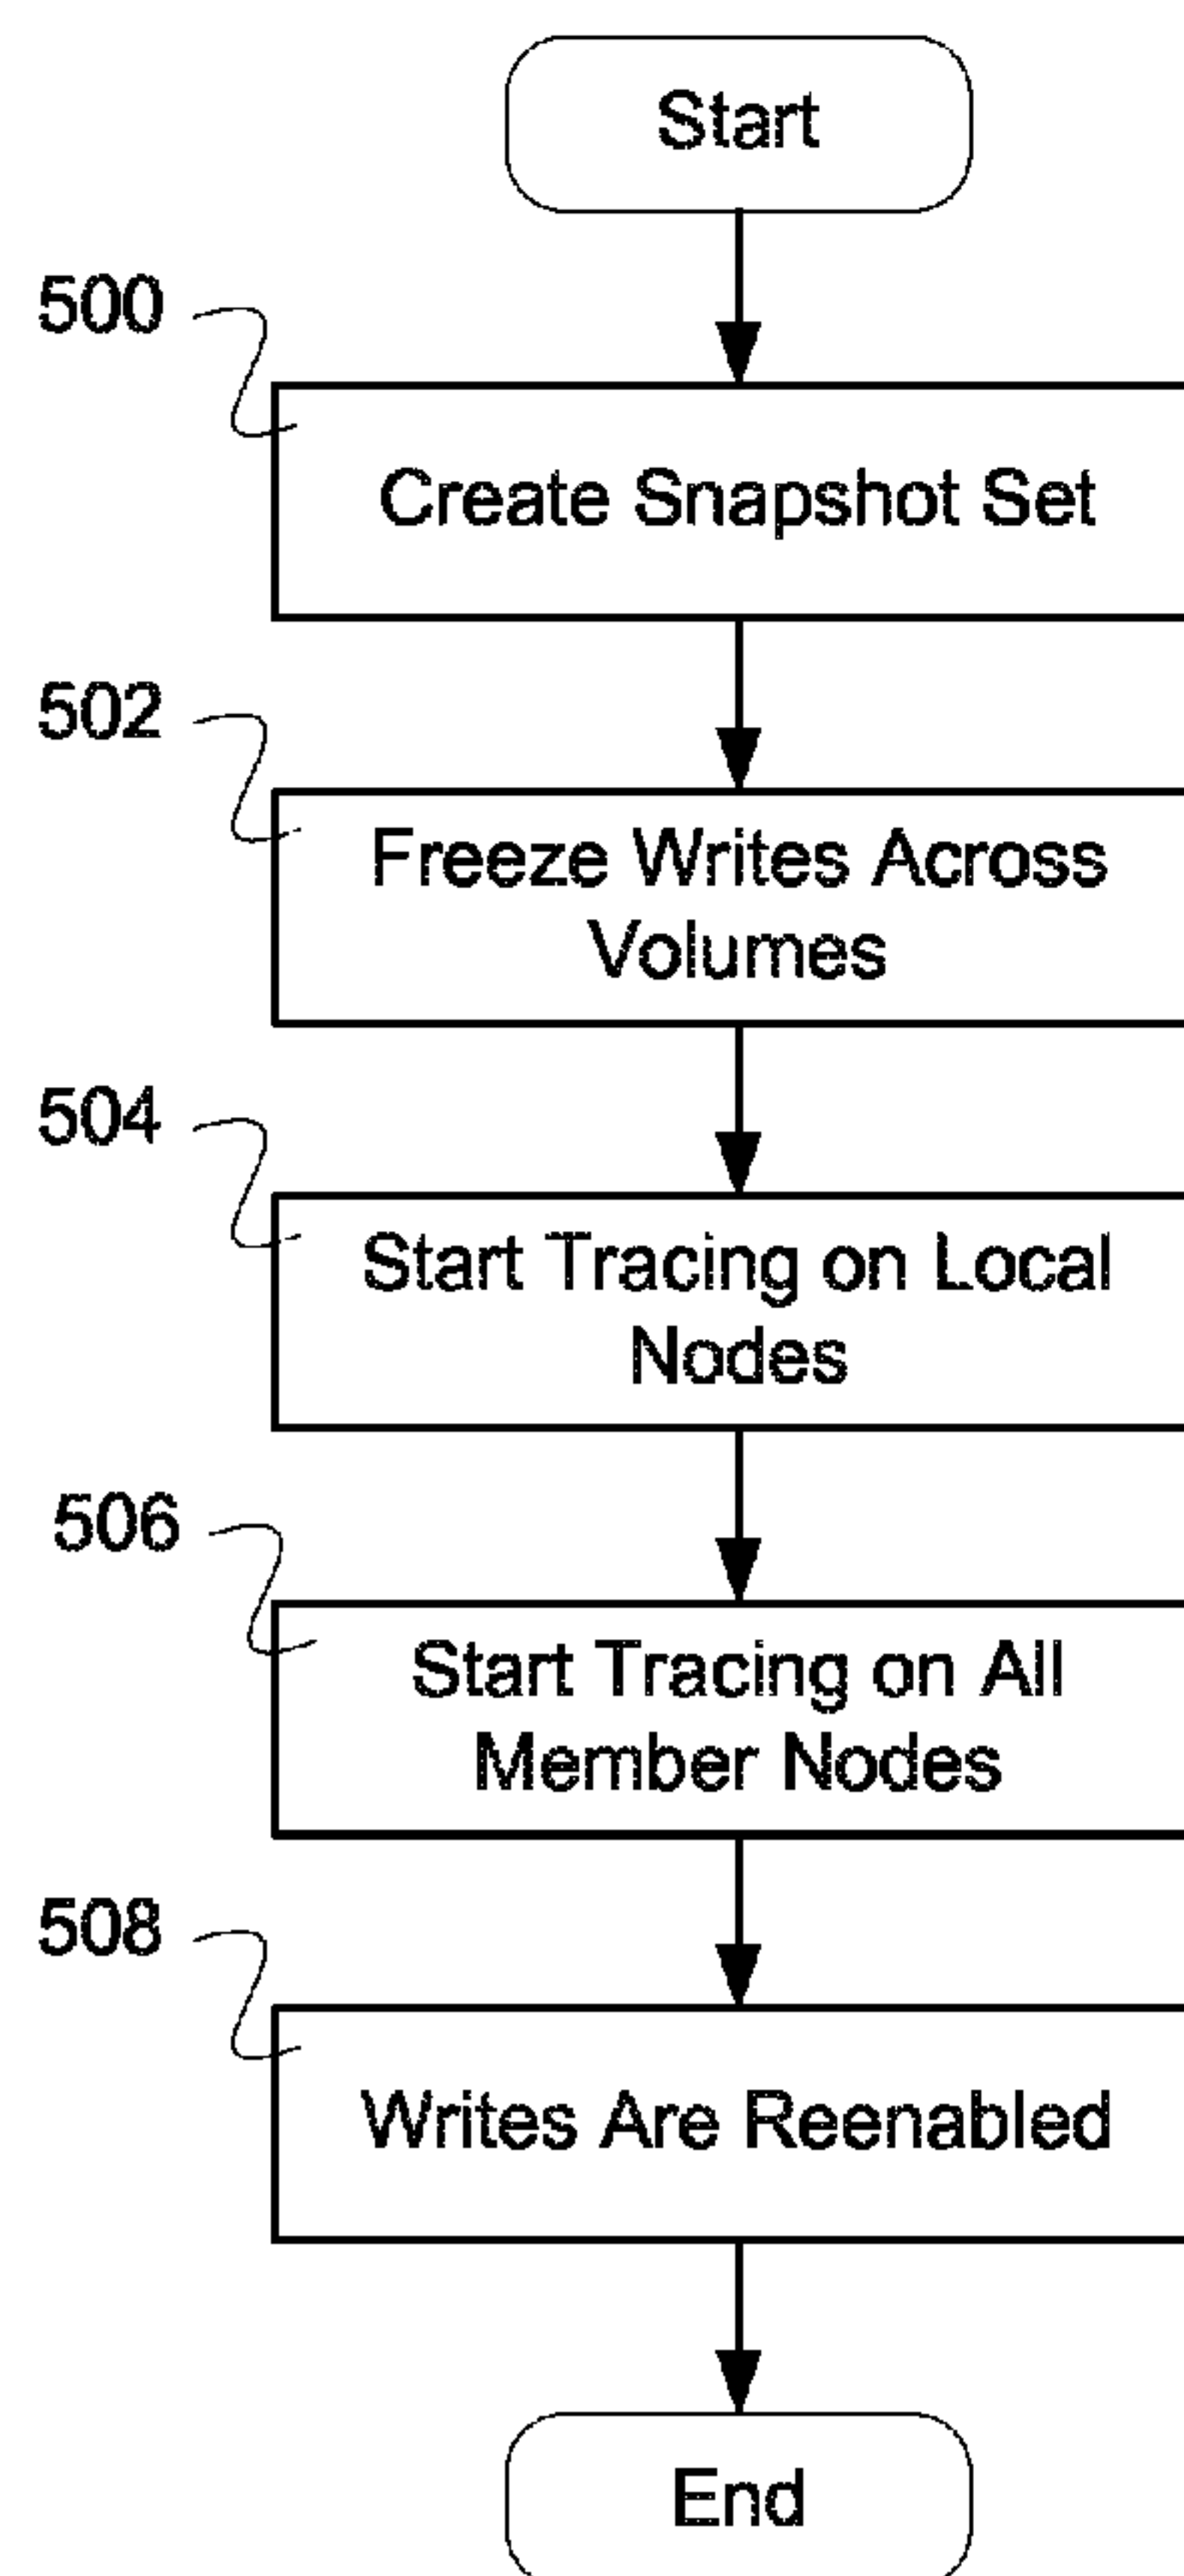 Start
500
Create Snapshot Set
502
Freeze Writes Across
Volumes
504
Start Tracing on Local
Nodes
506
Start Tracing on All
Member Nodes
508
Writes Are Reenabled
End